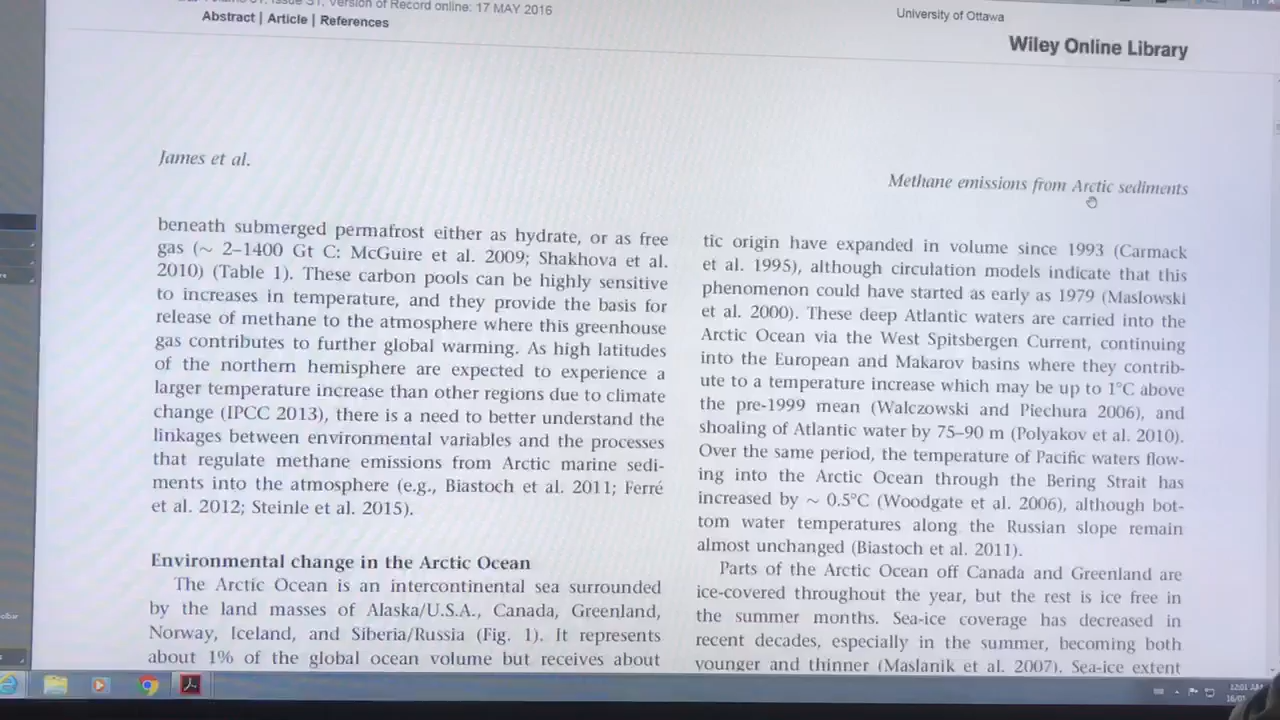 Issue S1, Version of Record online: 17 MAY 2016
Abstract | Article | References
University of Ottawa
Wiley Online Library
James et al.
Methane emissions from Arctic sediments
beneath submerged permafrost either as hydrate, or as free
gas (~ 2–1400 Gt C: McGuire et al. 2009; Shakhova et al.
2010) (Table 1). These carbon pools can be highly sensitive
to increases in temperature, and they provide the basis for
release of methane to the atmosphere where this greenhouse
gas contributes to further global warming. As high latitudes
of the northern hemisphere are expected to experience a
larger temperature increase than other regions due to climate
change (IPCC 2013), there is a need to better understand the
linkages between environmental variables and the processes
that regulate methane emissions from Arctic marine sedi-
ments into the atmosphere (e.g., Biastoch et al. 2011; Ferré
et al. 2012; Steinle et al. 2015).
Environmental change in the Arctic Ocean
The Arctic Ocean is an intercontinental sea surrounded
by the land masses of Alaska/U.S.A., Canada, Greenland,
Norway, Iceland, and Siberia/Russia (Fig. 1). It represents
about 1% of the global ocean volume but receives about
tic origin have expanded in volume since 1993 (Carmack
et al. 1995), although circulation models indicate that this
phenomenon could have started as early as 1979 (Maslowski
et al. 2000). These deep Atlantic waters are carried into the
Arctic Ocean via the West Spitsbergen Current, continuing
into the European and Makarov basins where they contrib-
ute to a temperature increase which may be up to 1°C above
the pre-1999 mean (Walczowski and Piechura 2006), and
shoaling of Atlantic water by 75–90 m (Polyakov et al. 2010).
Over the same period, the temperature of Pacific waters flow-
ing into the Arctic Ocean through the Bering Strait has
increased by ~ 0.5°C (Woodgate et al. 2006), although bot-
tom water temperatures along the Russian slope remain
almost unchanged (Biastoch et al. 2011).
Parts of the Arctic Ocean off Canada and Greenland are
ice-covered throughout the year, but the rest is ice free in
the summer months. Sea-ice coverage has decreased in
recent decades, especially in the summer, becoming both
younger and thinner (Maslanik et al. 2007). Sea-ice extent
12:01 AM